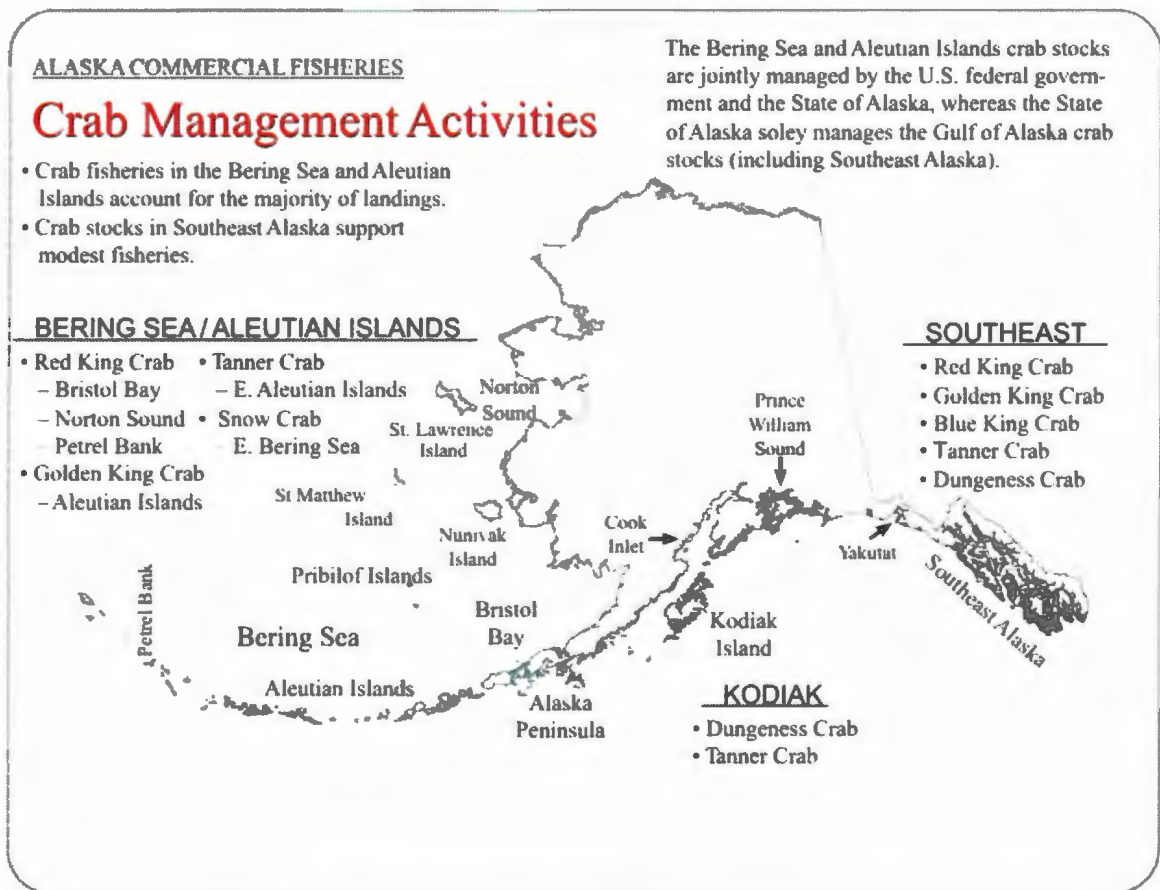 ALASKA COMMERCIAL FISHERIES
Crab Management Activities
• Crab fisheries in the Bering Sea and Aleutian
Islands account for the majority of landings.
• Crab stocks in Southeast Alaska support
modest fisheries.
The Bering Sea and Aleutian Islands crab stocks
are jointly managed by the U.S. federal govern-
ment and the State of Alaska, whereas the State
of Alaska soley manages the Gulf of Alaska crab
stocks (including Southeast Alaska).
BERING SEA/ALEUTIAN ISLANDS
• Red King Crab
– Bristol Bay
– Norton Sound
– Petrel Bank
• Golden King Crab
– Aleutian Islands
• Tanner Crab
– E. Aleutian Islands
• Snow Crab
– E. Bering Sea
SOUTHEAST
• Red King Crab
• Golden King Crab
• Blue King Crab
• Tanner Crab
• Dungeness Crab
Norton
Sound
St. Lawrence
Island
St Matthew
Island
Nunivak
Island
Pribilof Islands
Bristol
Bay
Petrel Bank
Bering Sea
Aleutian Islands
Alaska
Peninsula
Prince
William
Sound
Cook
Inlet
Kodiak
Island
Yakutat
Southeast Alaska
KODIAK
• Dungeness Crab
• Tanner Crab